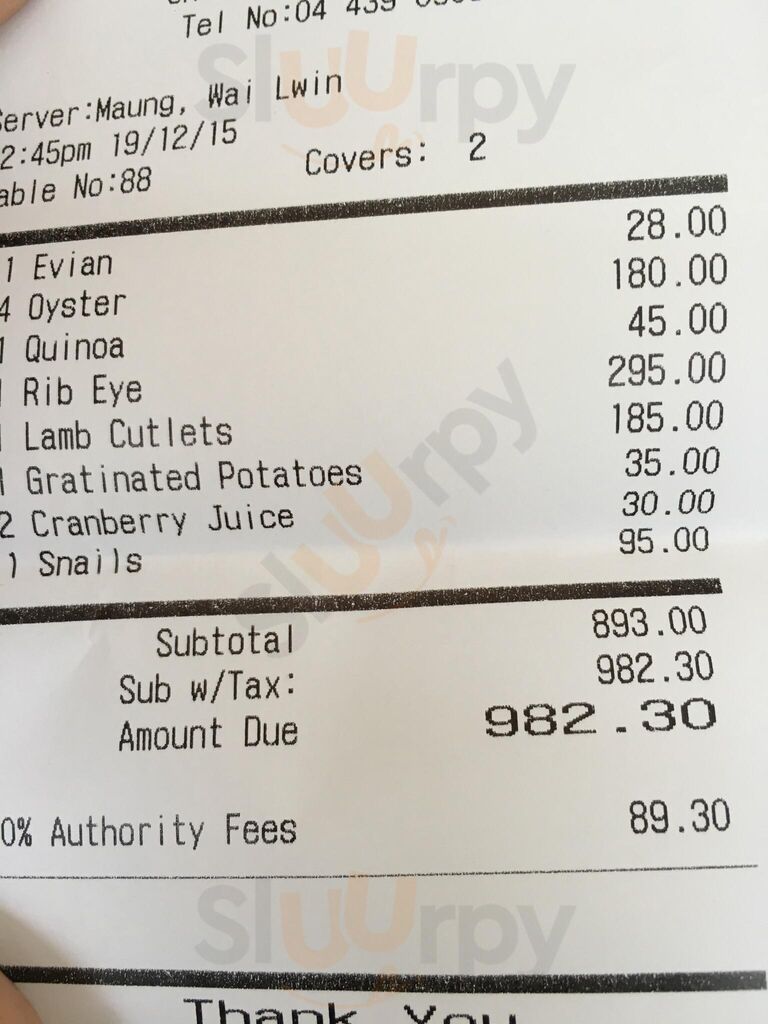 Tel No:04 439
Server:Maung, Wai Lwin
2:45pm 19/12/15
able No:88
Covers: 2
1 Evian 28.00
4 Oyster 180.00
1 Quinoa 45.00
1 Rib Eye 295.00
1 Lamb Cutlets 185.00
1 Gratinated Potatoes 35.00
2 Cranberry Juice 30.00
1 Snails 95.00
Subtotal 893.00
Sub w/Tax: 982.30
Amount Due 982.30
0% Authority Fees 89.30
Thank You
sluurpy
sluurpy
sluurpy